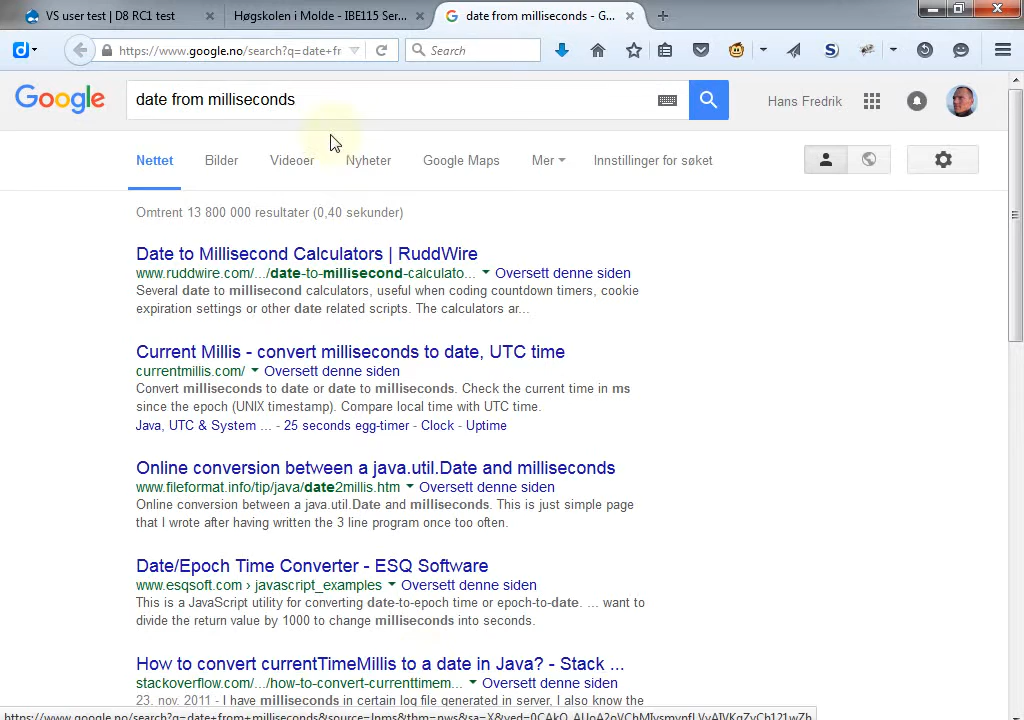 VS user test | D8 RC1 test
Høgskolen i Molde - IBE115 Ser...
date from milliseconds - G...
https://www.google.no/search?q=date+fr
Search
Google
date from milliseconds
Hans Fredrik
Nettet Bilder Videoer Nyheter Google Maps Mer Innstillinger for søket
Omtrent 13 800 000 resultater (0,40 sekunder)
Date to Millisecond Calculators | RuddWire
www.ruddwire.com/.../date-to-millisecond-calculato... Oversett denne siden
Several date to millisecond calculators, useful when coding countdown timers, cookie
expiration settings or other date related scripts. The calculators ar...
Current Millis - convert milliseconds to date, UTC time
currentmillis.com/ Oversett denne siden
Convert milliseconds to date or date to milliseconds. Check the current time in ms
since the epoch (UNIX timestamp). Compare local time with UTC time.
Java, UTC & System ... - 25 seconds egg-timer - Clock - Uptime
Online conversion between a java.util.Date and milliseconds
www.fileformat.info/tip/java/date2millis.htm Oversett denne siden
Online conversion between a java.util.Date and milliseconds. This is just simple page
that I wrote after having written the 3 line program once too often.
Date/Epoch Time Converter - ESQ Software
www.esqsoft.com › javascript_examples Oversett denne siden
This is a JavaScript utility for converting date-to-epoch time or epoch-to-date. ... want to
divide the return value by 1000 to change milliseconds into seconds.
How to convert currentTimeMillis to a date in Java? - Stack ...
stackoverflow.com/.../how-to-convert-currenttimem... Oversett denne siden
23. nov. 2011 - I have milliseconds in certain log file generated in server, I also know the